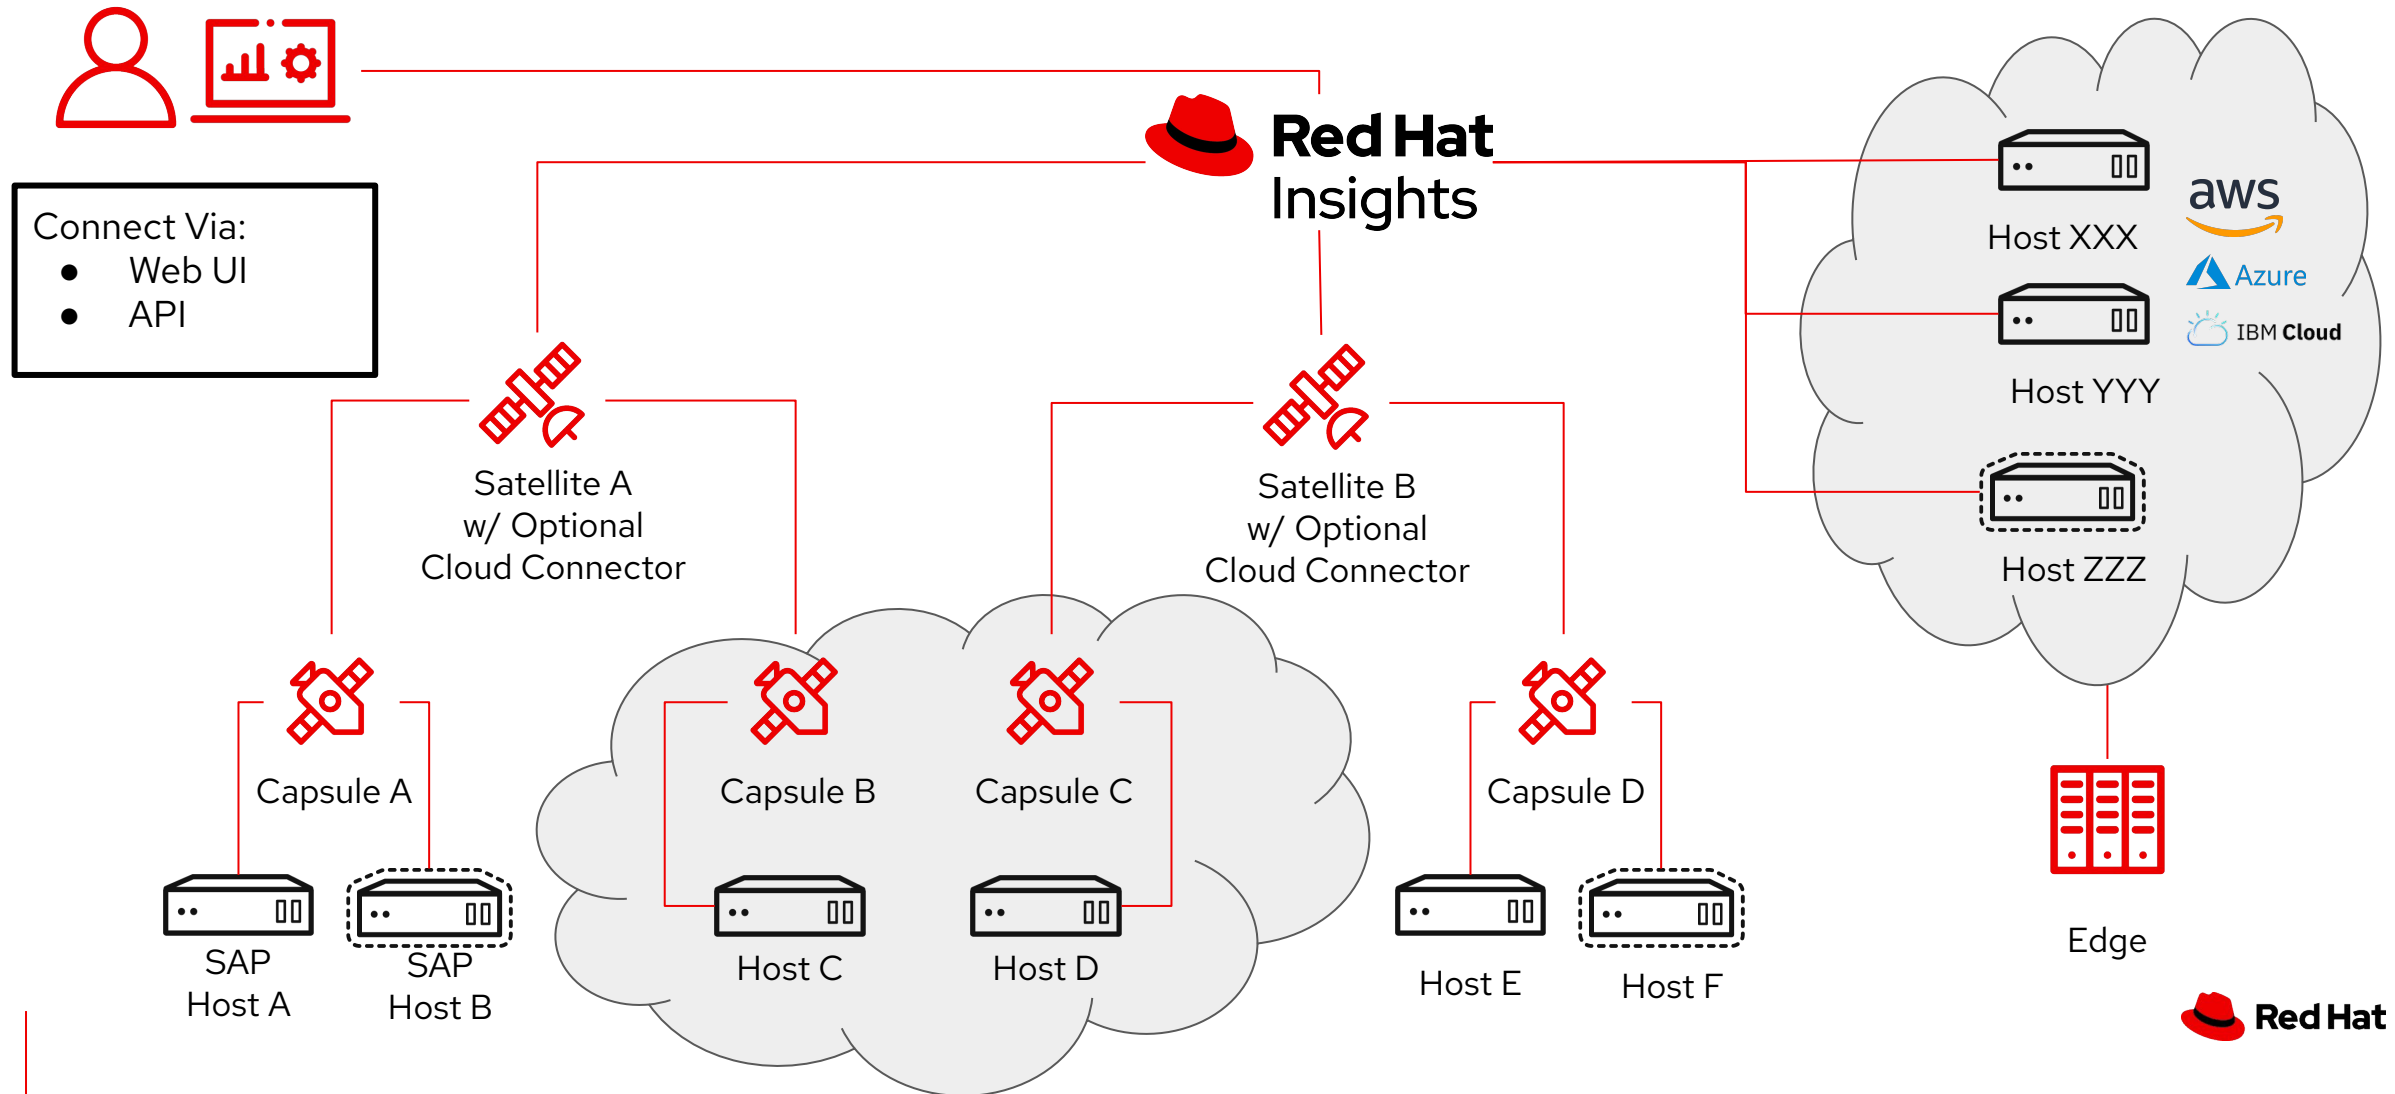 Connect Via:
● Web UI
● API
Red Hat
Insights
Host XXX
aws
Azure
Host YYY
IBM Cloud
Host ZZZ
Satellite A
w/ Optional
Cloud Connector
Satellite B
w/ Optional
Cloud Connector
Capsule A
Capsule B
Capsule C
Capsule D
SAP
Host A
SAP
Host B
Host C
Host D
Host E
Host F
Edge
Red Hat